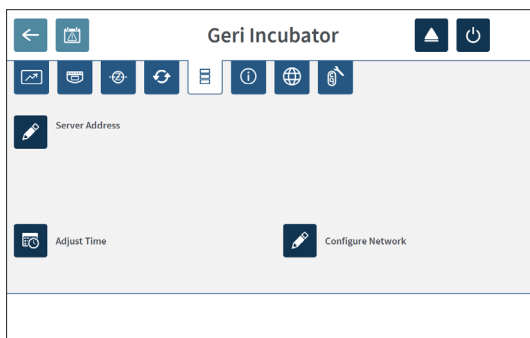 Geri Incubator
Server Address
Adjust Time
Configure Network